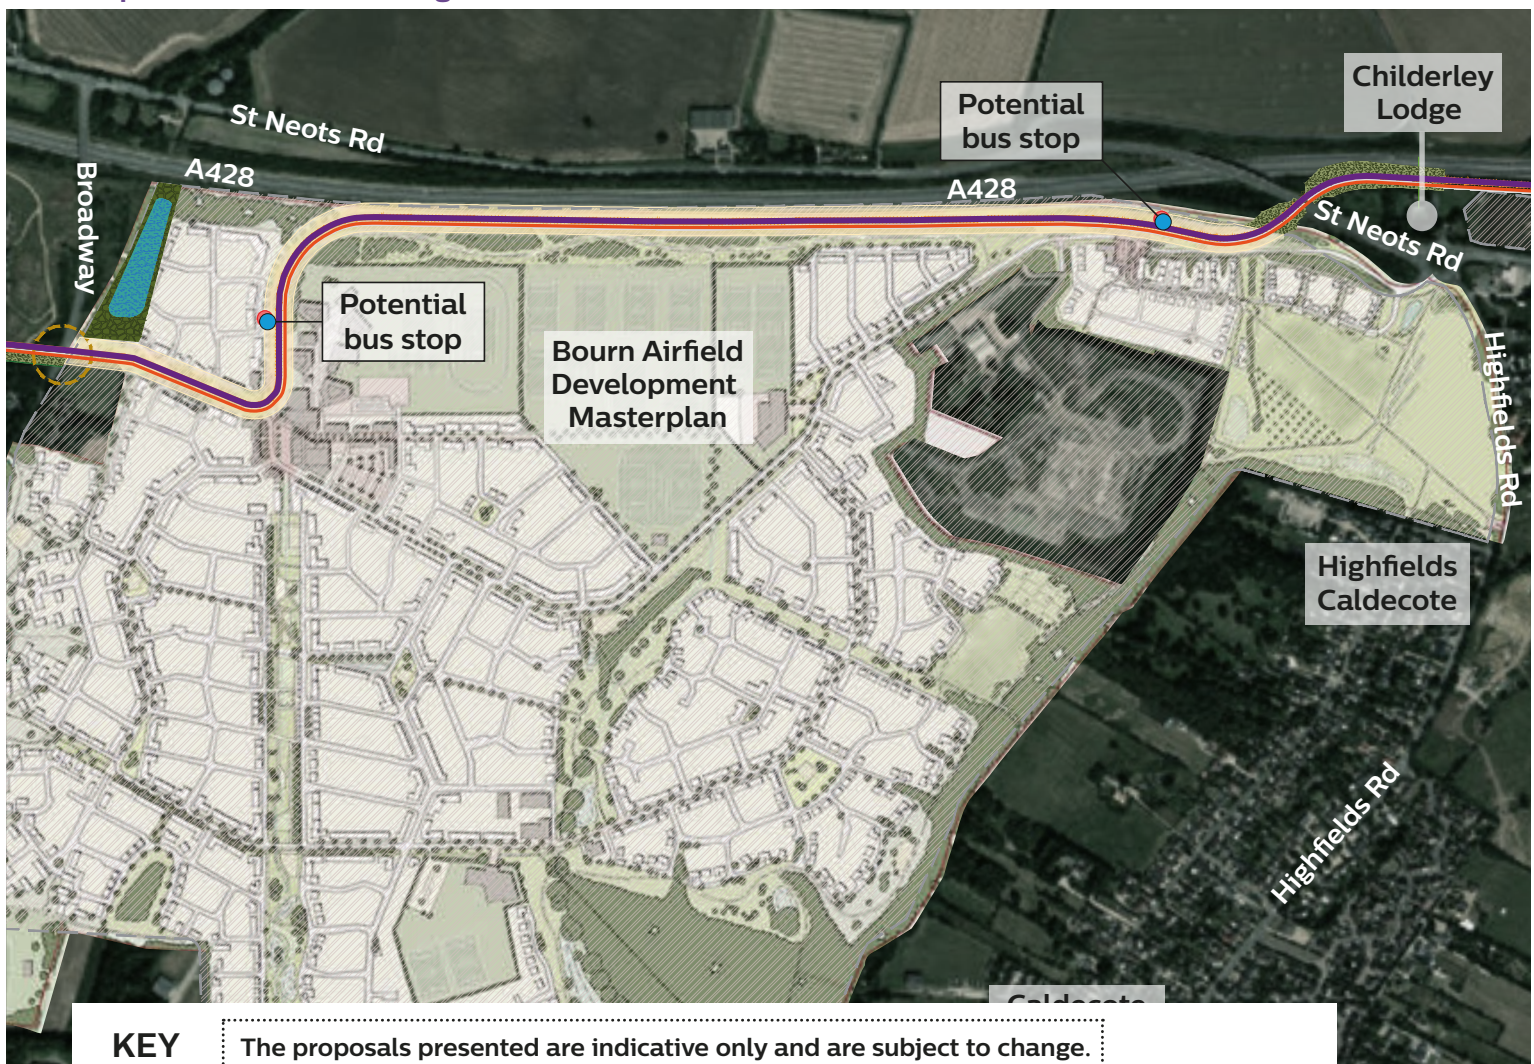 Childerley
Lodge
Potential
bus stop
St Neots Rd
A428
A428
Broadway
St Neots Rd
Potential
bus stop
Bourn Airfield
Development
Masterplan
Highfields Rd
Highfields
Caldecote
Highfields Rd
Caldecote
KEY
The proposals presented are indicative only and are subject to change.